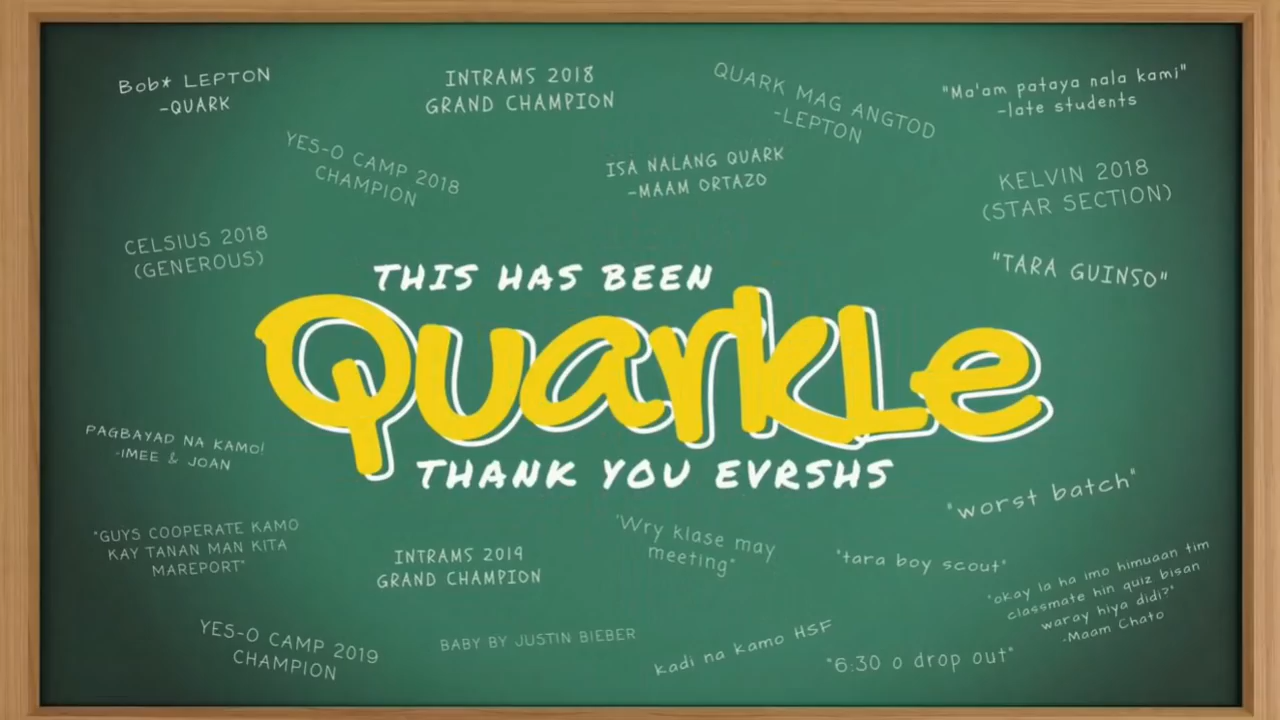 Bob* LEPTON
-QUARK
INTRAMS 2018
GRAND CHAMPION
QUARK MAG ANGTOD
-LEPTON
"Ma'am pataya nala kami"
-late students
YES-O CAMP 2018
CHAMPION
ISA NALANG QUARK
-MAAM ORTAZO
KELVIN 2018
(STAR SECTION)
CELSIUS 2018
(GENEROUS)
"TARA GUINSO"
THIS HAS BEEN
QuarkLe
THANK YOU EVRSHS
PAGBAYAD NA KAMO!
-IMEE & JOAN
"worst batch"
"GUYS COOPERATE KAMO
KAY TANAN MAN KITA
MAREPORT"
INTRAMS 2019
GRAND CHAMPION
"Wry klase may
meeting"
"tara boy scout"
"okay la ha imo himuaan tim
classmate hin quiz bisan
waray hiya didi?"
-Maam Chato
YES-O CAMP 2019
CHAMPION
BABY BY JUSTIN BIEBER
kadi na kamo HSF
"6:30 o drop out"